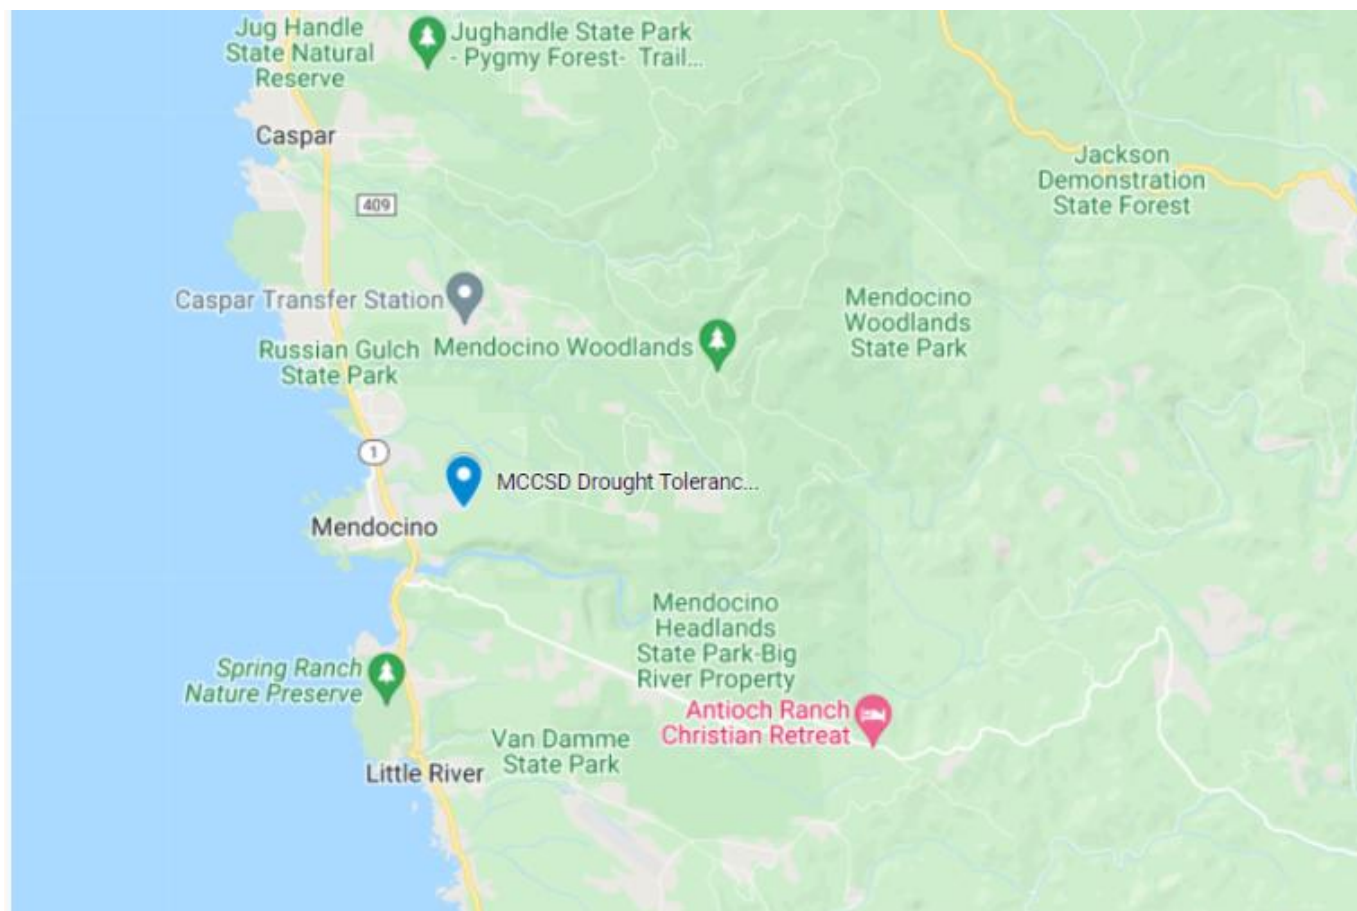 Jug Handle
State Natural
Reserve
Jughandle State Park
- Pygmy Forest- Trail...
Caspar
Jackson
Demonstration
State Forest
409
Caspar Transfer Station
Mendocino
Woodlands
State Park
Russian Gulch
State Park
Mendocino Woodlands
1
MCCSD Drought Toleranc...
Mendocino
Mendocino
Headlands
State Park-Big
River Property
Spring Ranch
Nature Preserve
Antioch Ranch
Christian Retreat
Van Damme
State Park
Little River